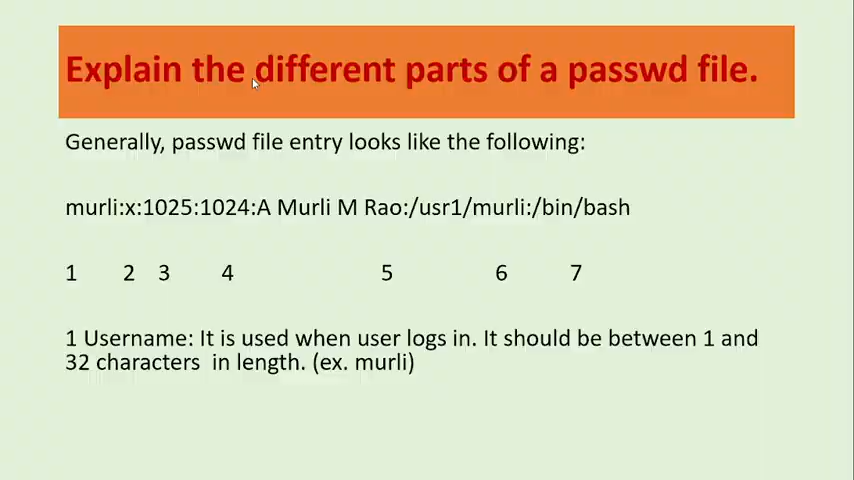 Explain the different parts of a passwd file.
Generally, passwd file entry looks like the following:
murli:x:1025:1024:A Murli M Rao:/usr1/murli:/bin/bash
1 2 3 4 5 6 7
1 Username: It is used when user logs in. It should be between 1 and
32 characters in length. (ex. murli)